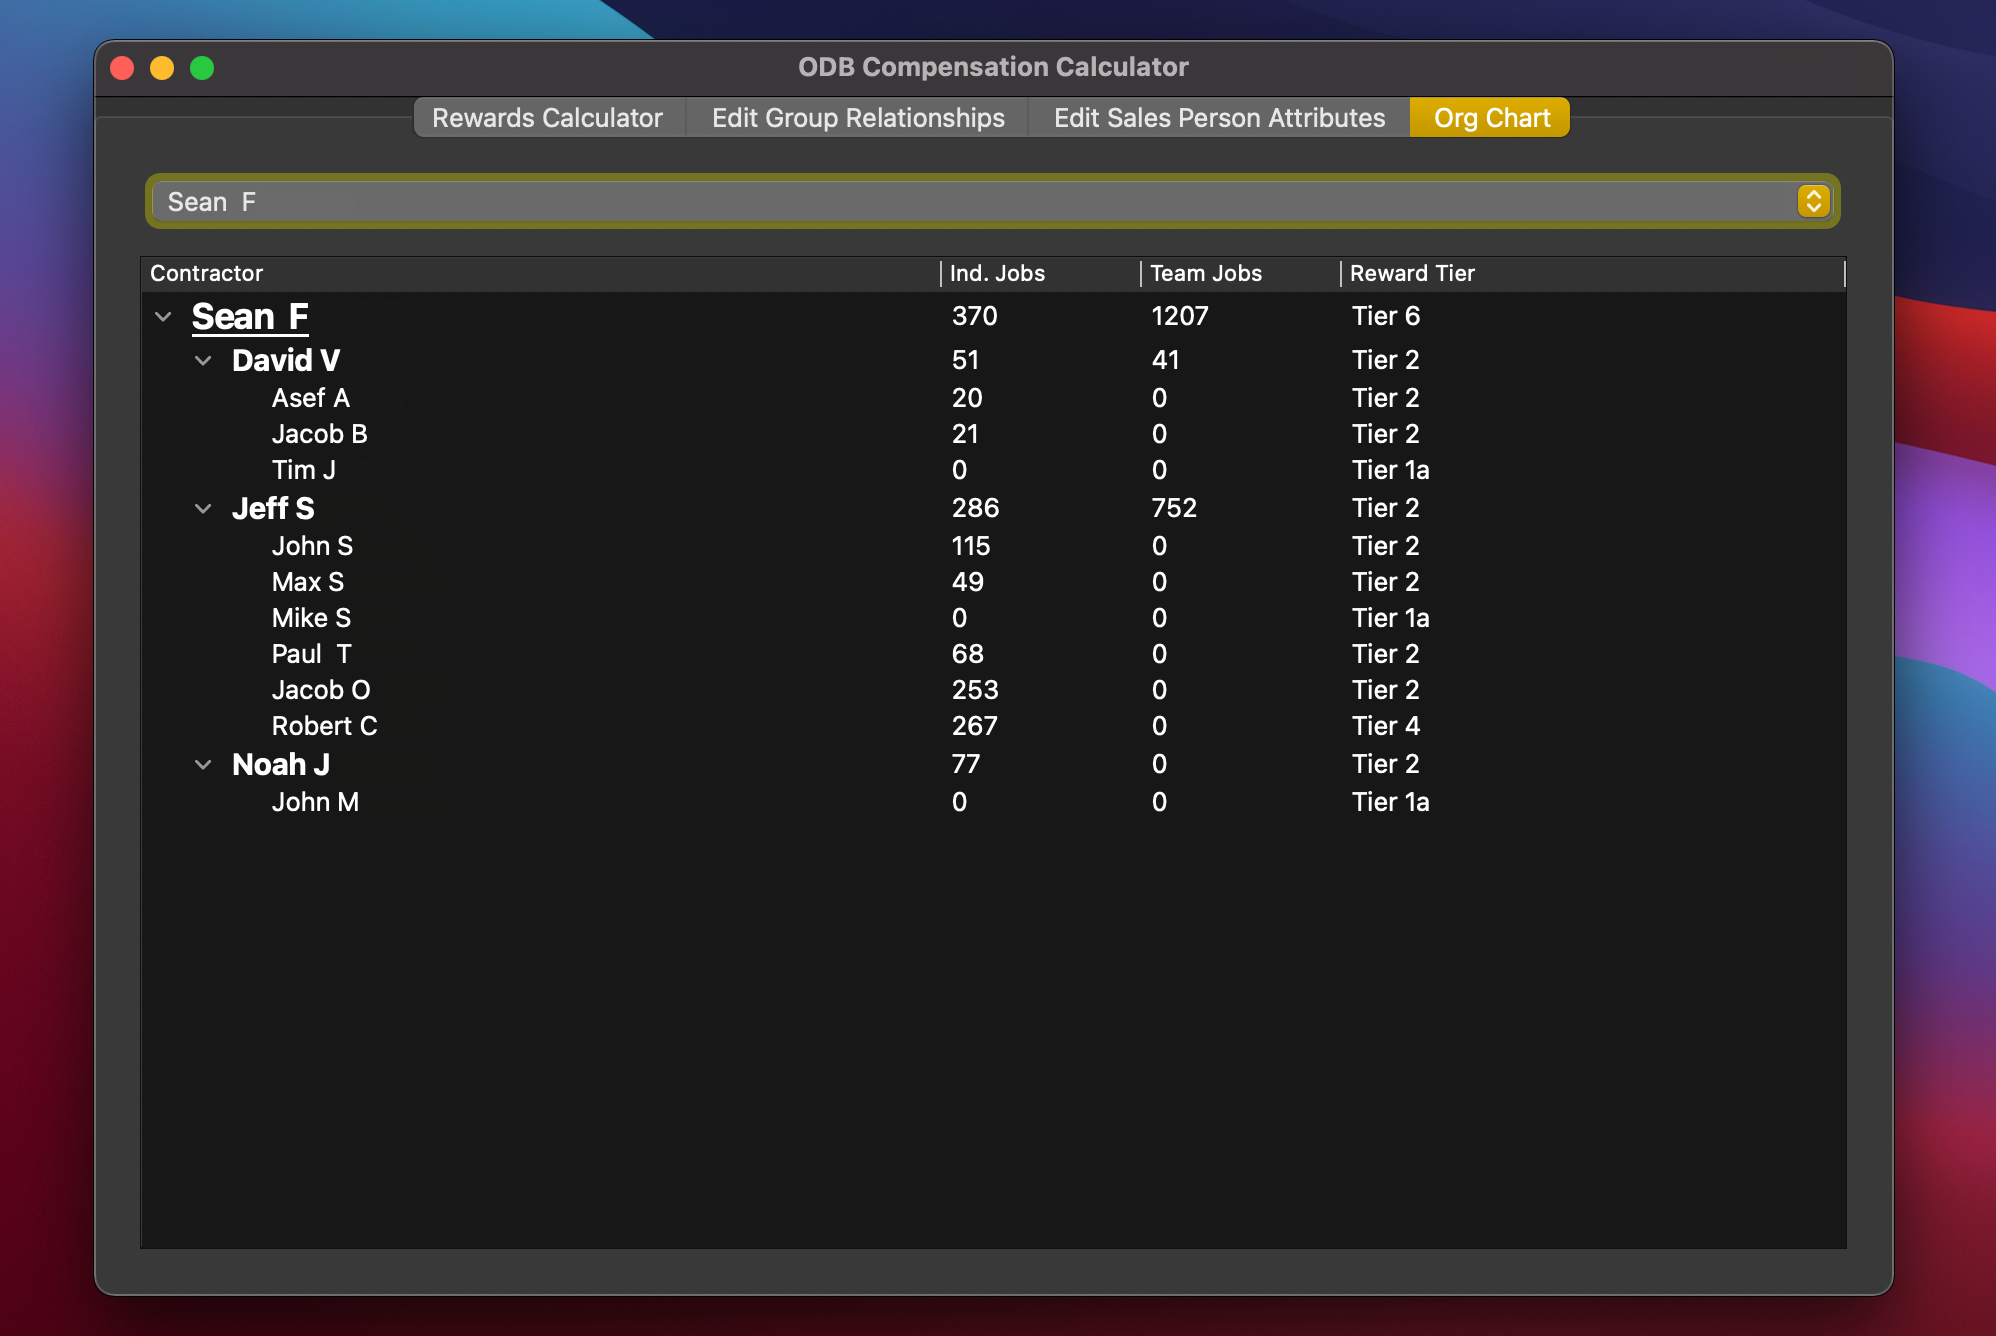 ODB Compensation Calculator
Rewards Calculator Edit Group Relationships Edit Sales Person Attributes Org Chart
Sean F
Contractor Ind. Jobs Team Jobs Reward Tier
Sean F 370 1207 Tier 6
David V 51 41 Tier 2
Asef A 20 0 Tier 2
Jacob B 21 0 Tier 2
Tim J 0 0 Tier 1a
Jeff S 286 752 Tier 2
John S 115 0 Tier 2
Max S 49 0 Tier 2
Mike S 0 0 Tier 1a
Paul T 68 0 Tier 2
Jacob O 253 0 Tier 2
Robert C 267 0 Tier 4
Noah J 77 0 Tier 2
John M 0 0 Tier 1a